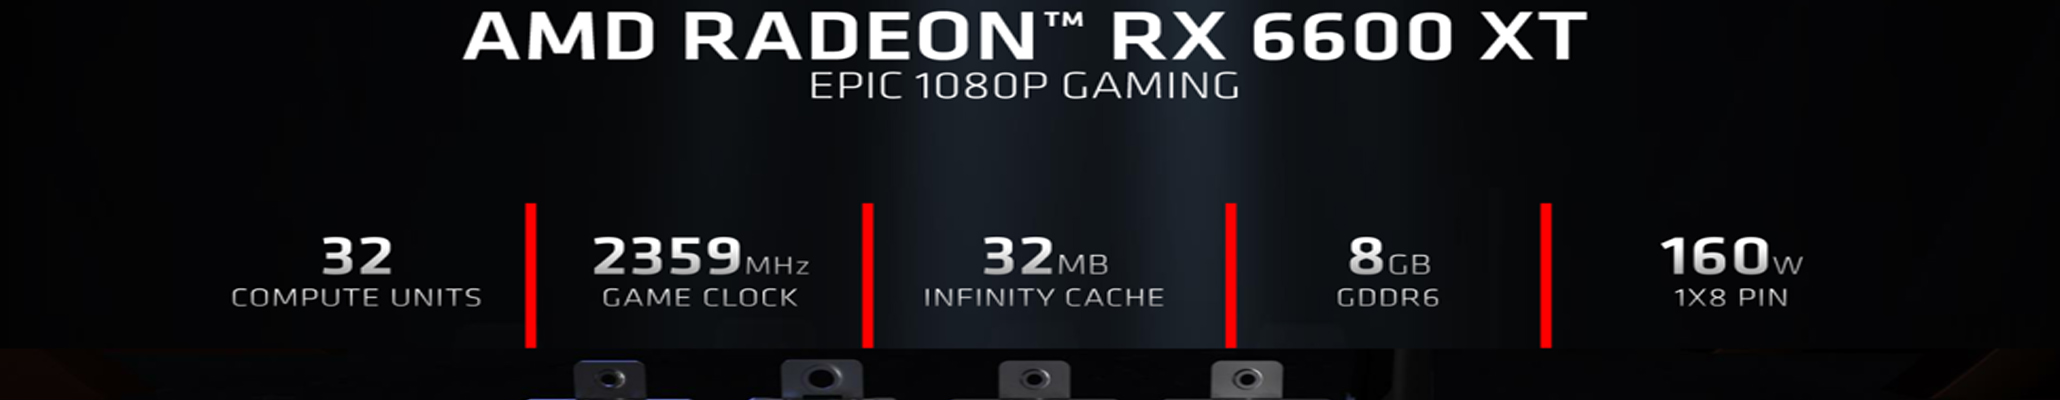 AMD RADEON™ RX 6600 XT
EPIC 1080P GAMING
32
COMPUTE UNITS
2359MHz
GAME CLOCK
32MB
INFINITY CACHE
8GB
GDDR6
160W
1X8 PIN